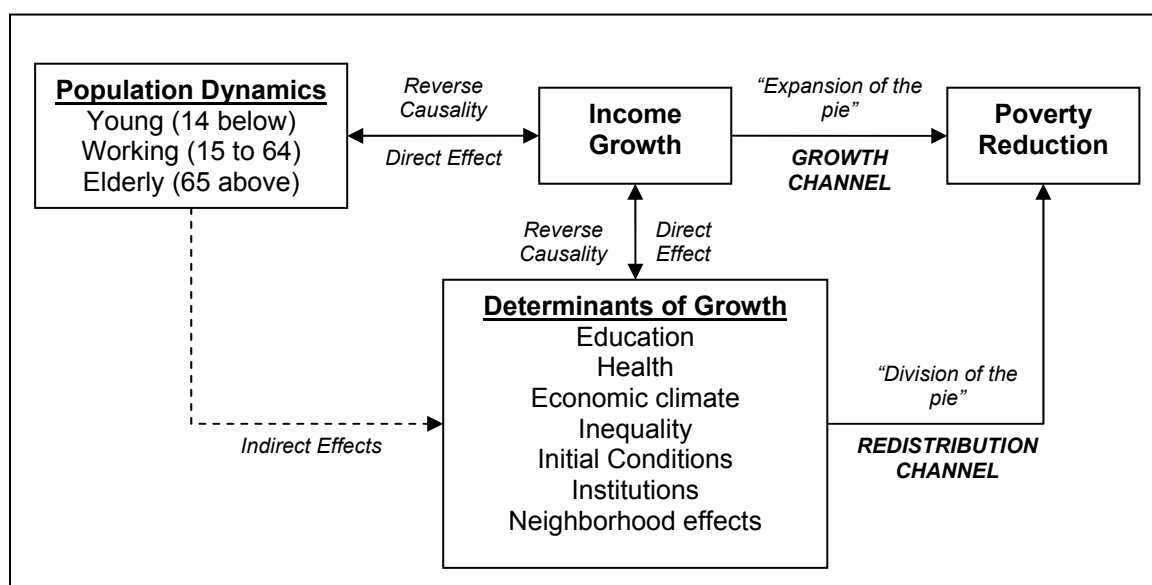 Population Dynamics
Young (14 below)
Working (15 to 64)
Elderly (65 above)
Reverse
Causality
Direct Effect
Income
Growth
“Expansion of the
pie”
GROWTH
CHANNEL
Poverty
Reduction
Reverse
Causality
Direct
Effect
Determinants of Growth
Education
Health
Economic climate
Inequality
Initial Conditions
Institutions
Neighborhood effects
Indirect Effects
“Division of the
pie”
REDISTRIBUTION
CHANNEL